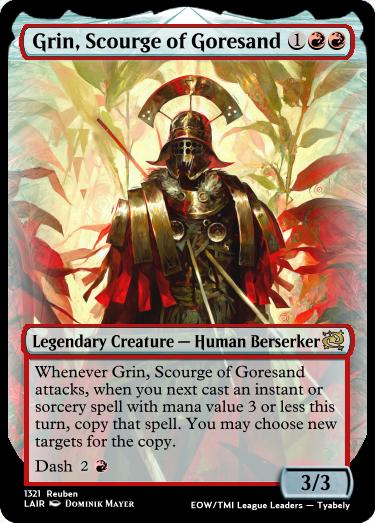 Grin, Scourge of Goresand 1
Legendary Creature — Human Berserker
Whenever Grin, Scourge of Goresand
attacks, when you next cast an instant or
sorcery spell with mana value 3 or less this
turn, copy that spell. You may choose new
targets for the copy.
Dash 2
3/3
1321 Reuben
LAIR Dominik Mayer
EOW/TMI League Leaders — Tyabely